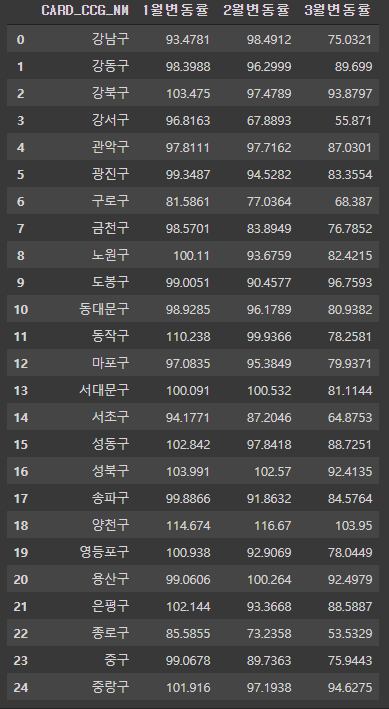 CARD_CCG_NM 1월변동률 2월변동률 3월변동률
0 강남구 93.4781 98.4912 75.0321
1 강동구 98.3988 96.2999 89.699
2 강북구 103.475 97.4789 93.8797
3 강서구 96.8163 67.8893 55.871
4 관악구 97.8111 97.7162 87.0301
5 광진구 99.3487 94.5282 83.3554
6 구로구 81.5861 77.0364 68.387
7 금천구 98.5701 83.8949 76.7852
8 노원구 100.11 93.6759 82.4215
9 도봉구 99.0051 90.4577 96.7593
10 동대문구 98.9285 96.1789 80.9382
11 동작구 110.238 99.9366 78.2581
12 마포구 97.0835 95.3849 79.9371
13 서대문구 100.091 100.532 81.1144
14 서초구 94.1771 87.2046 64.8753
15 성동구 102.842 97.8418 88.7251
16 성북구 103.991 102.57 92.4135
17 송파구 99.8866 91.8632 84.5764
18 양천구 114.674 116.67 103.95
19 영등포구 100.938 92.9069 78.0449
20 용산구 99.0606 100.264 92.4979
21 은평구 102.144 93.3668 88.5887
22 종로구 85.5855 73.2358 53.5329
23 중구 99.0678 89.7363 75.9443
24 중랑구 101.916 97.1938 94.6275